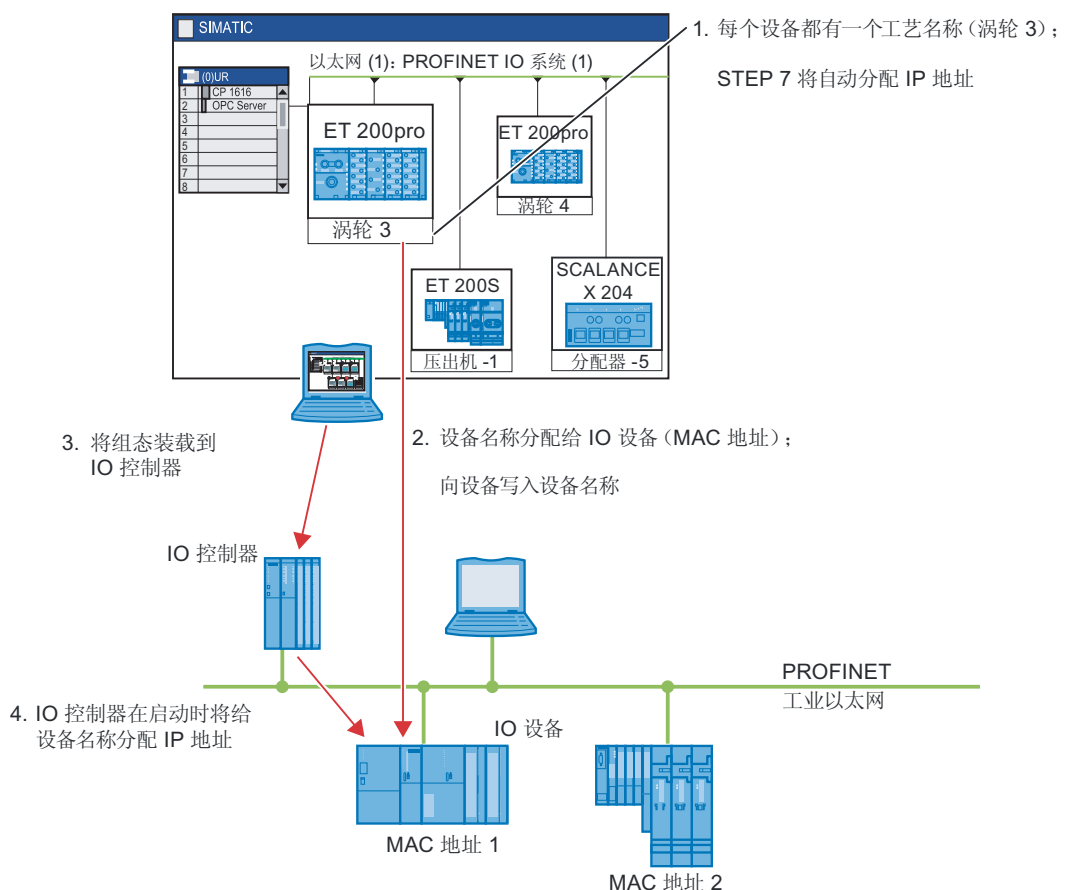 SIMATIC
1. 每个设备都有一个工艺名称（涡轮 3）；
STEP 7 将自动分配 IP 地址
以太网 (1): PROFINET IO 系统 (1)
(0)UR
1 CP 1616
2 OPC Server
3
4
5
6
7
8
ET 200pro
涡轮 3
ET 200pro
涡轮 4
ET 200S
压出机 -1
SCALANCE
X 204
分配器 -5
2. 设备名称分配给 IO 设备（MAC 地址）；
向设备写入设备名称
3. 将组态装载到
IO 控制器
IO 控制器
PROFINET
工业以太网
4. IO 控制器在启动时将给
设备名称分配 IP 地址
IO 设备
MAC 地址 1
MAC 地址 2